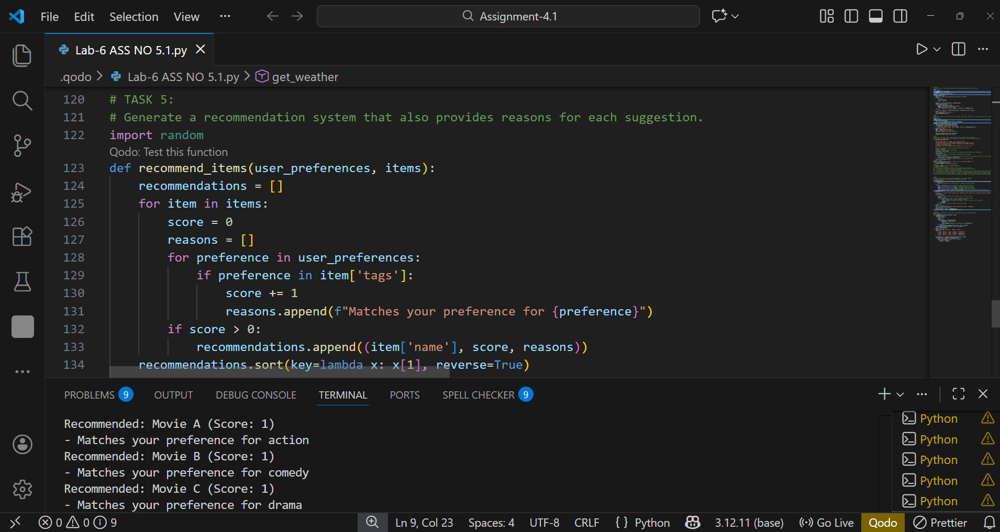 File Edit Selection View ··· Assignment-4.1
Lab-6 ASS NO 5.1.py
.qodo > Lab-6 ASS NO 5.1.py > get_weather
120 # TASK 5:
121 # Generate a recommendation system that also provides reasons for each suggestion.
122 import random
Qodo: Test this function
123 def recommend_items(user_preferences, items):
124     recommendations = []
125     for item in items:
126         score = 0
127         reasons = []
128         for preference in user_preferences:
129             if preference in item['tags']:
130                 score += 1
131                 reasons.append(f"Matches your preference for {preference}")
132         if score > 0:
133             recommendations.append((item['name'], score, reasons))
134     recommendations.sort(key=lambda x: x[1], reverse=True)
PROBLEMS 9 OUTPUT DEBUG CONSOLE TERMINAL PORTS SPELL CHECKER 9
Recommended: Movie A (Score: 1)
- Matches your preference for action
Recommended: Movie B (Score: 1)
- Matches your preference for comedy
Recommended: Movie C (Score: 1)
- Matches your preference for drama
Python
Python
Python
Python
Python
0 0 9 Ln 9, Col 23 Spaces: 4 UTF-8 CRLF { } Python 3.12.11 (base) Go Live Qodo Prettier